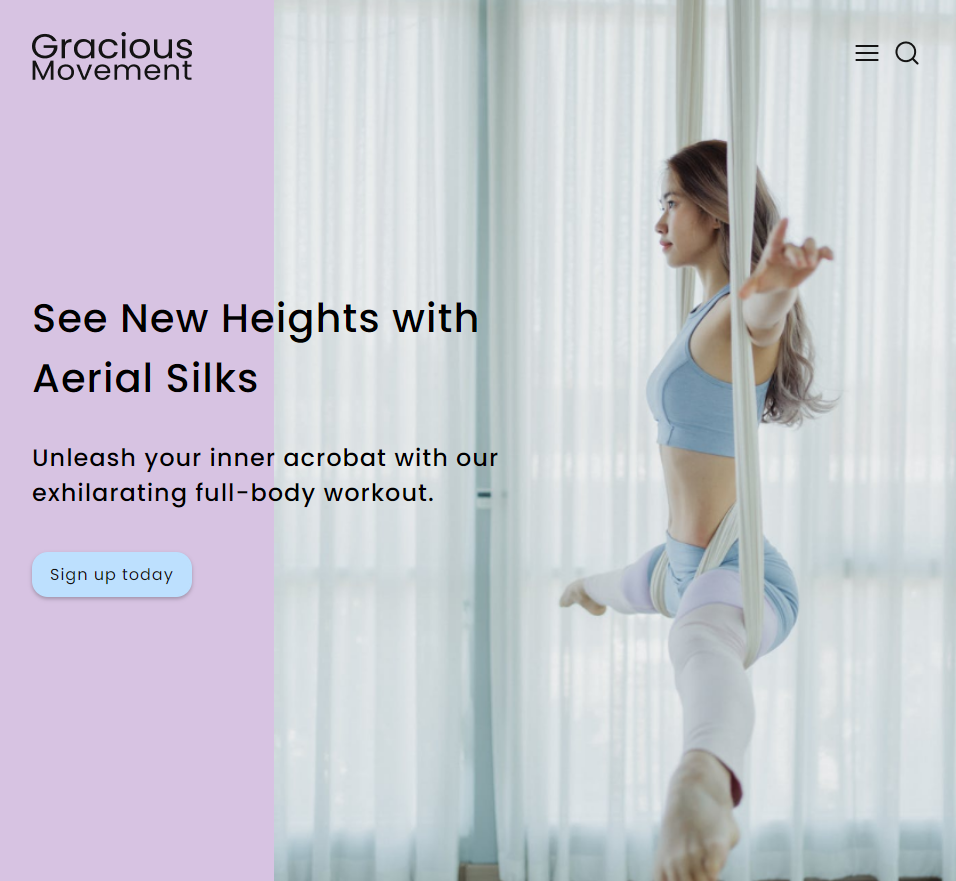 Gracious
Movement
See New Heights with
Aerial Silks
Unleash your inner acrobat with our
exhilarating full-body workout.
Sign up today